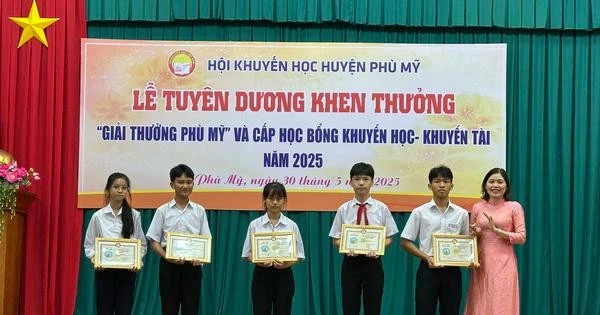 HỘI KHUYẾN HỌC HUYỆN PHÙ MỸ
LỄ TUYÊN DƯƠNG KHEN THƯỞNG
"GIẢI THƯỞNG PHÙ MỸ" VÀ CẤP HỌC BỔNG KHUYẾN HỌC- KHUYẾN TÀI
NĂM 2025
Phù Mỹ, ngày 30 tháng 5 năm 2025